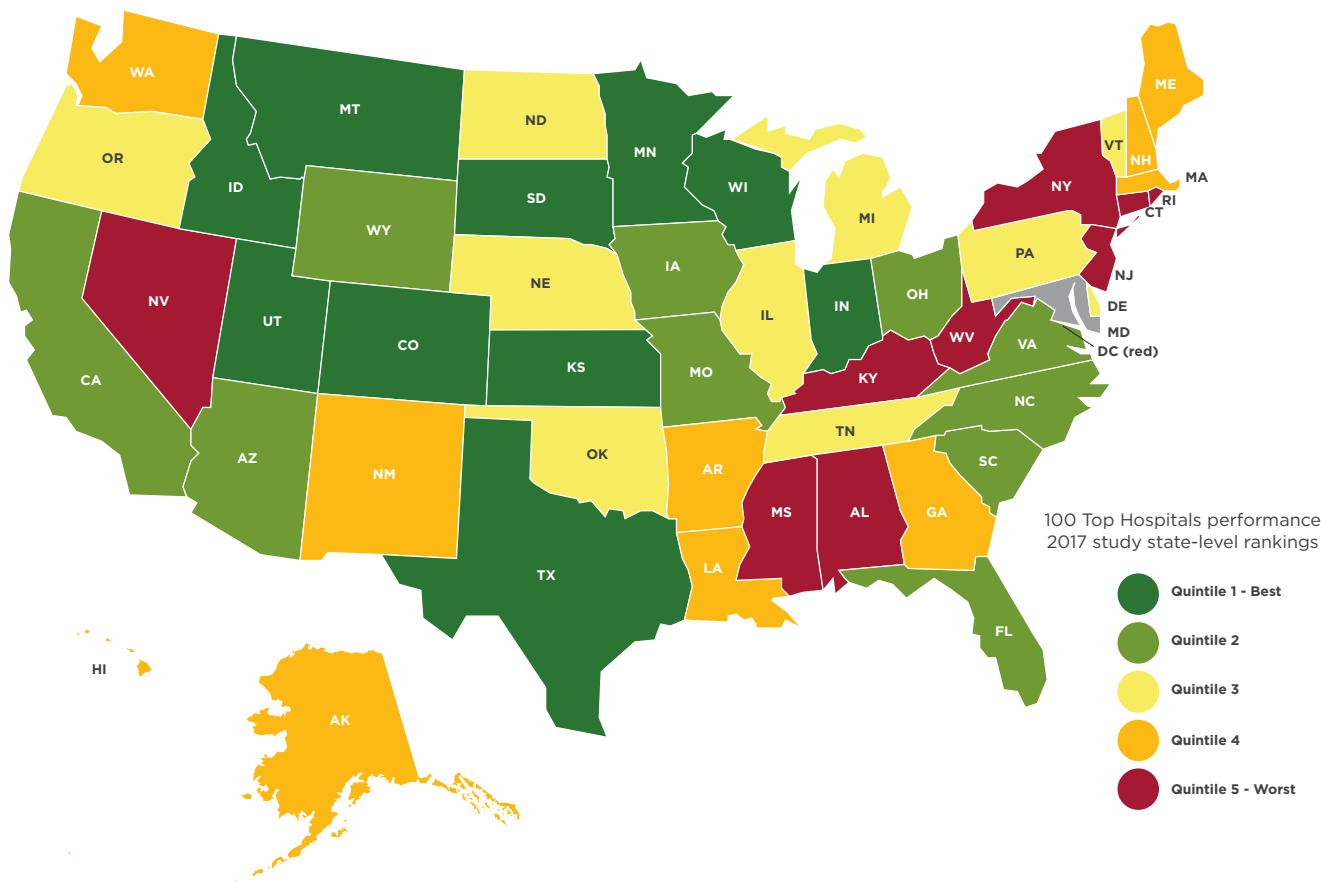 WA
ME
MT
ND
OR
MN
VT
NH
ID
SD
WI
NY
MA
RI
CT
WY
MI
IA
PA
NV
NE
NJ
UT
OH
DE
IL
IN
MD
CO
WV
VA
DC (red)
KS
MO
KY
CA
NC
TN
AZ
OK
SC
NM
AR
MS
AL
GA
100 Top Hospitals performance
2017 study state-level rankings
LA
TX
Quintile 1 - Best
FL
Quintile 2
HI
Quintile 3
AK
Quintile 4
Quintile 5 - Worst